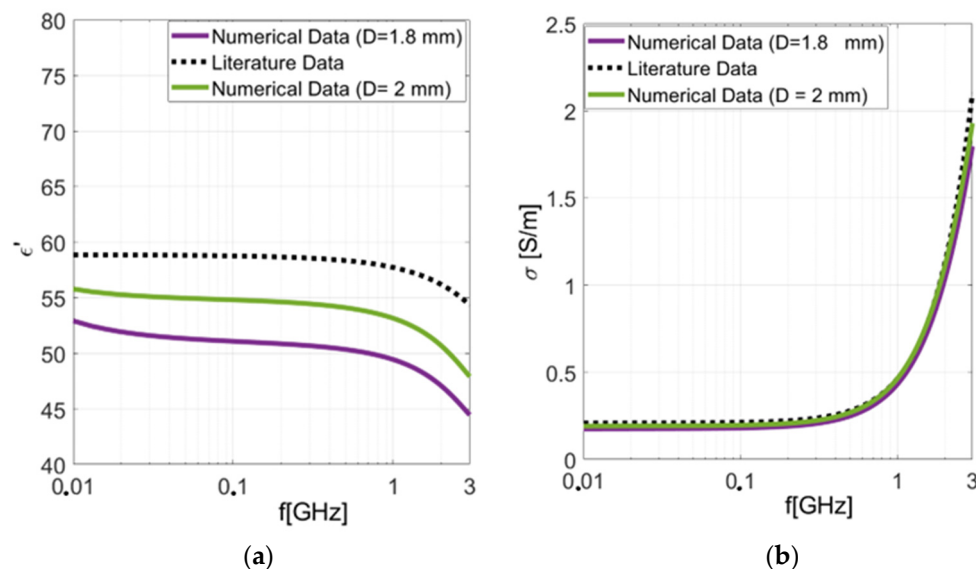 80
75
70
65
60
55
50
45
40
ϵ'
Numerical Data (D=1.8 mm)
Literature Data
Numerical Data (D= 2 mm)
0.01
0.1
1
3
f[GHz]
(a)
2.5
2
1.5
1
0.5
0
σ [S/m]
Numerical Data (D=1.8 mm)
Literature Data
Numerical Data (D = 2 mm)
0.01
0.1
1
3
f[GHz]
(b)